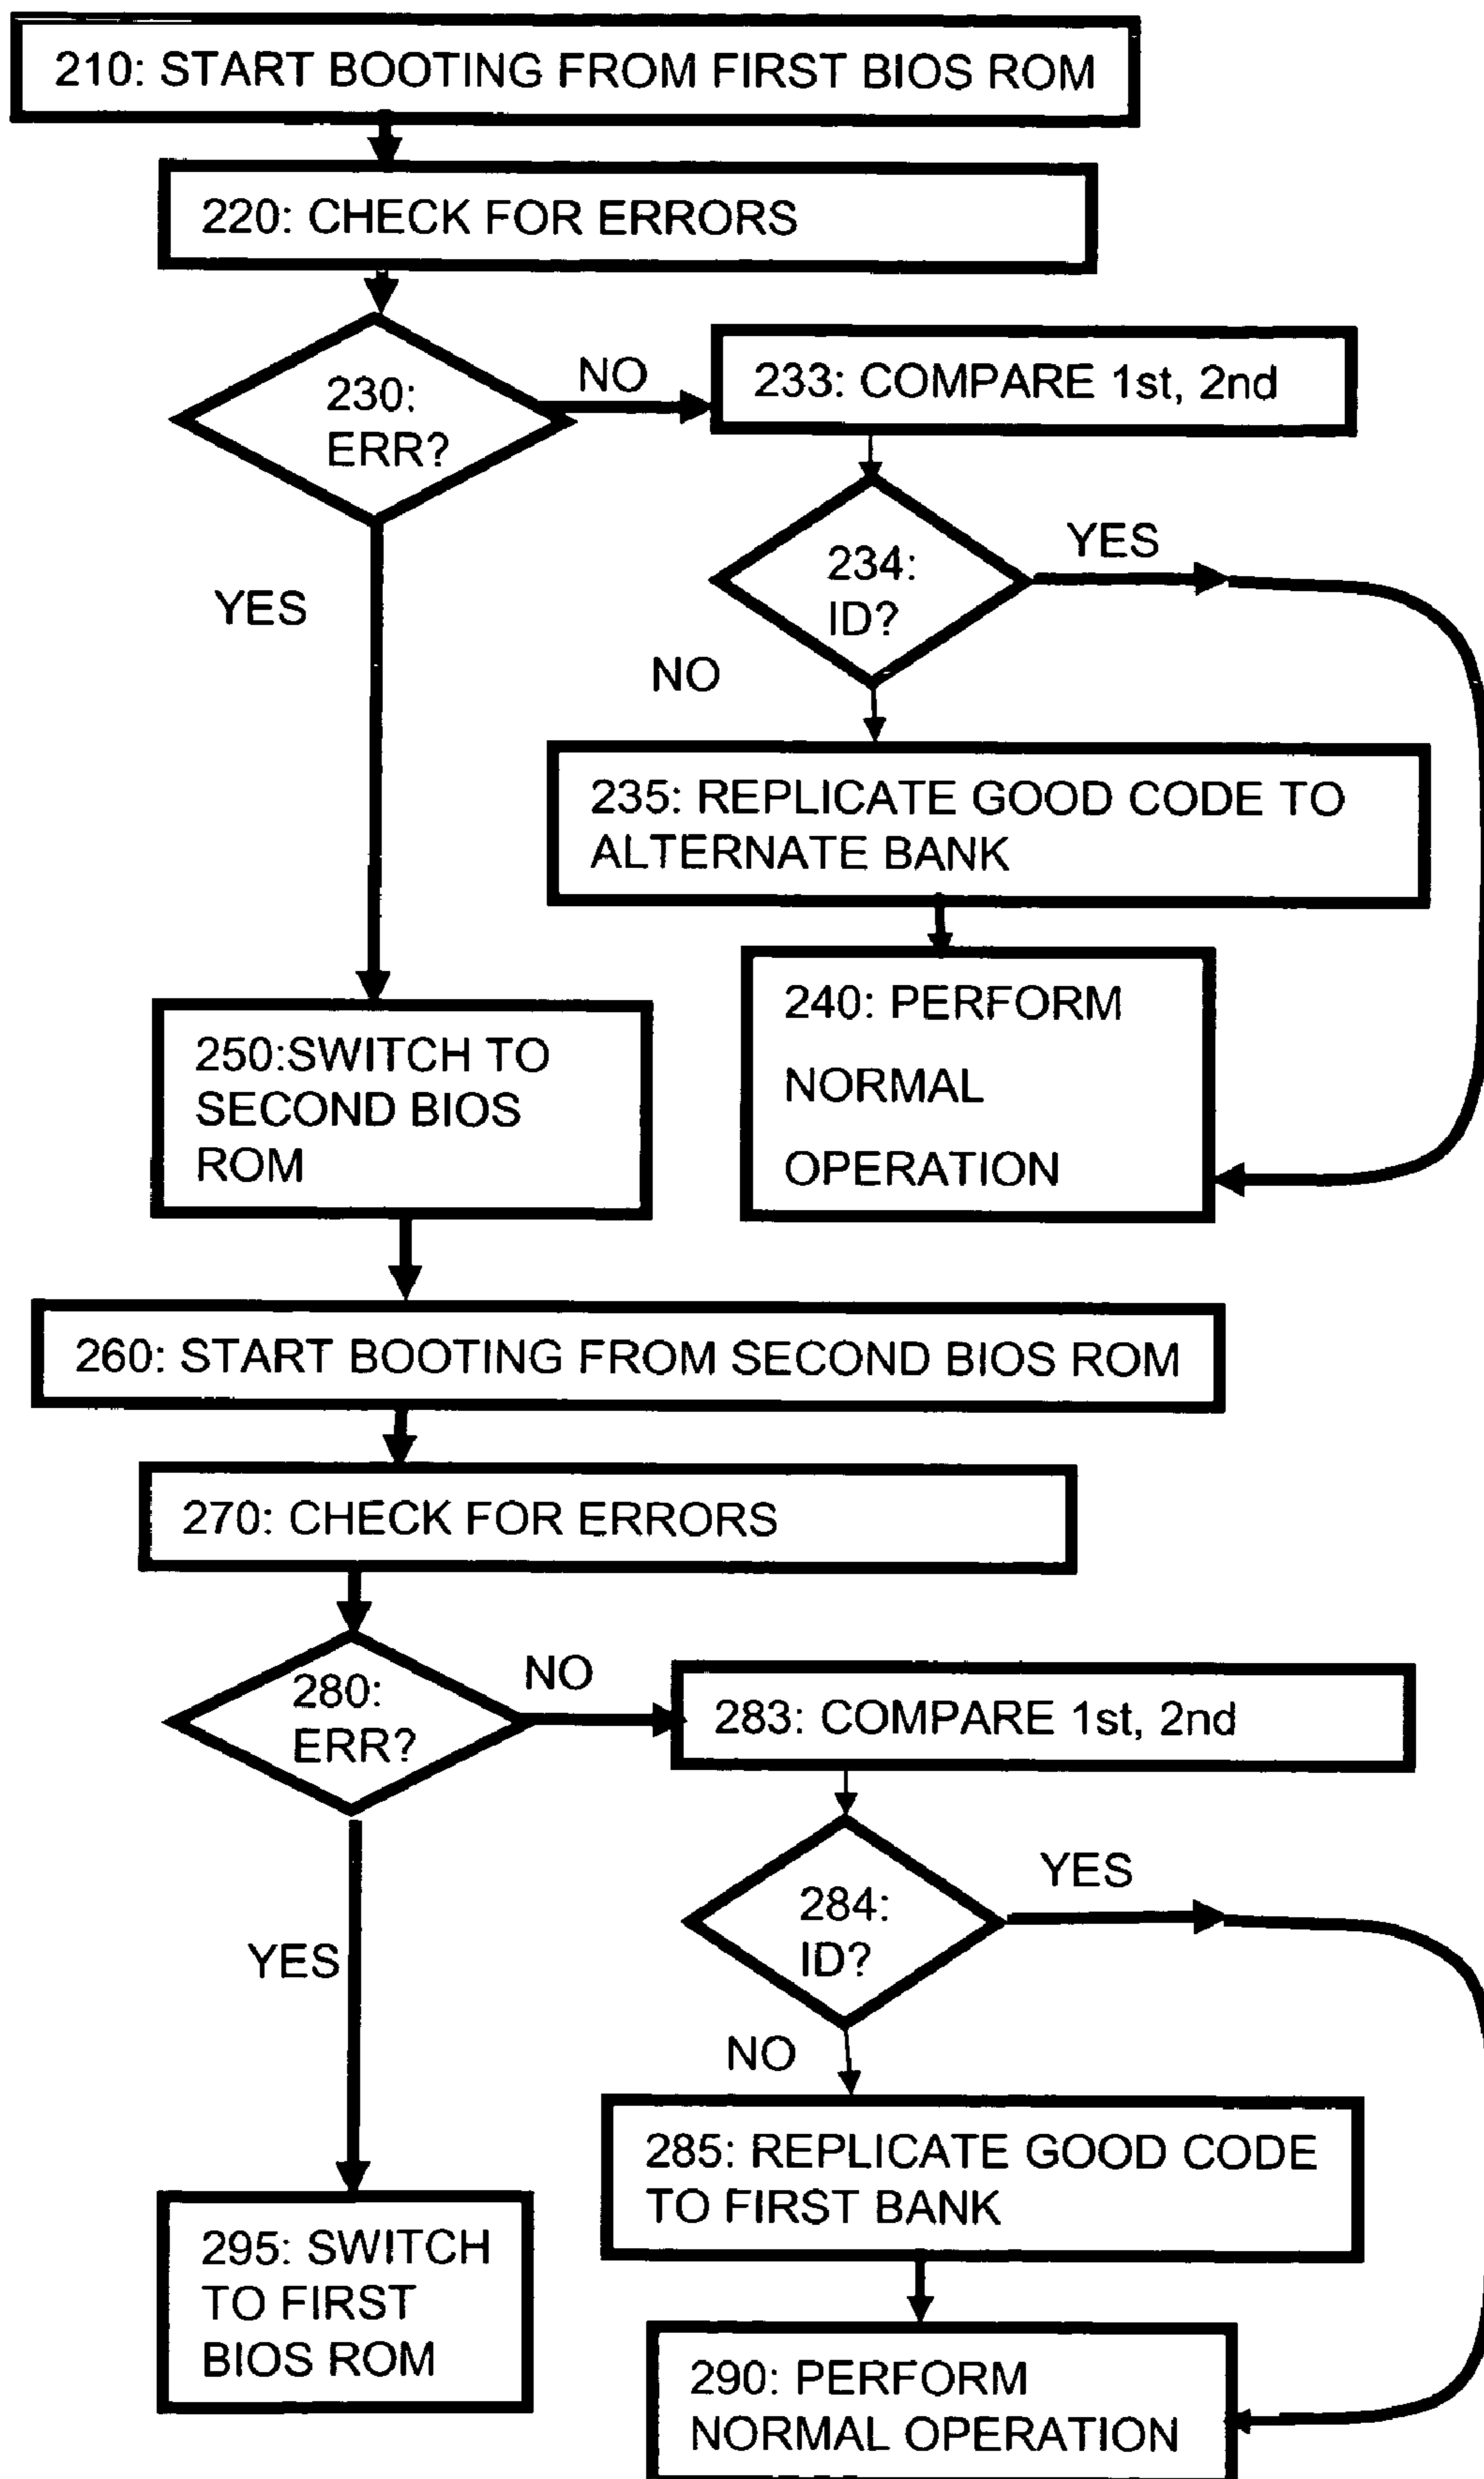 210: START BOOTING FROM FIRST BIOS ROM
220: CHECK FOR ERRORS
230:
ERR?
NO
233: COMPARE 1st, 2nd
234:
ID?
YES
YES
NO
235: REPLICATE GOOD CODE TO
ALTERNATE BANK
240: PERFORM
NORMAL
OPERATION
250:SWITCH TO
SECOND BIOS
ROM
260: START BOOTING FROM SECOND BIOS ROM
270: CHECK FOR ERRORS
280:
ERR?
NO
283: COMPARE 1st, 2nd
284:
ID?
YES
YES
NO
285: REPLICATE GOOD CODE
TO FIRST BANK
295: SWITCH
TO FIRST
BIOS ROM
290: PERFORM
NORMAL OPERATION